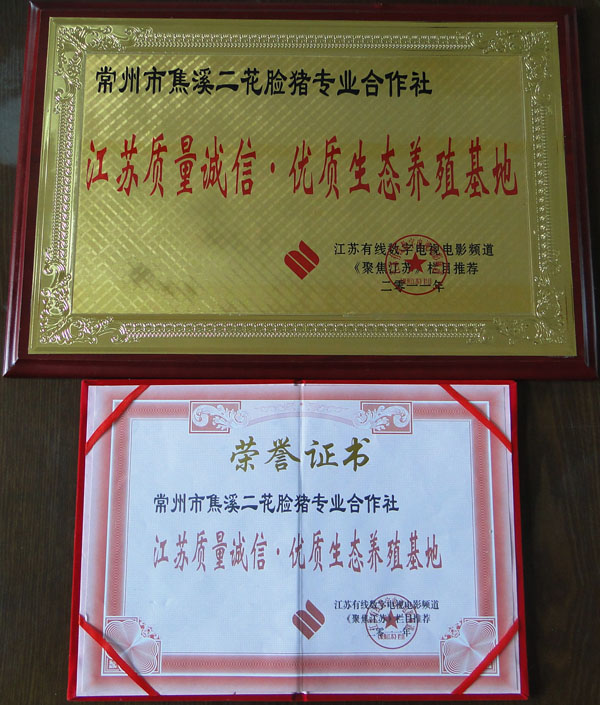 常州市焦溪二花脸猪专业合作社
江苏质量诚信·优质生态养殖基地
江苏有线数字电视电影频道
《聚焦江苏》栏目推荐
二零一一年
荣誉证书
常州市焦溪二花脸猪专业合作社
江苏质量诚信·优质生态养殖基地
江苏有线数字电视电影频道
《聚焦江苏》栏目推荐